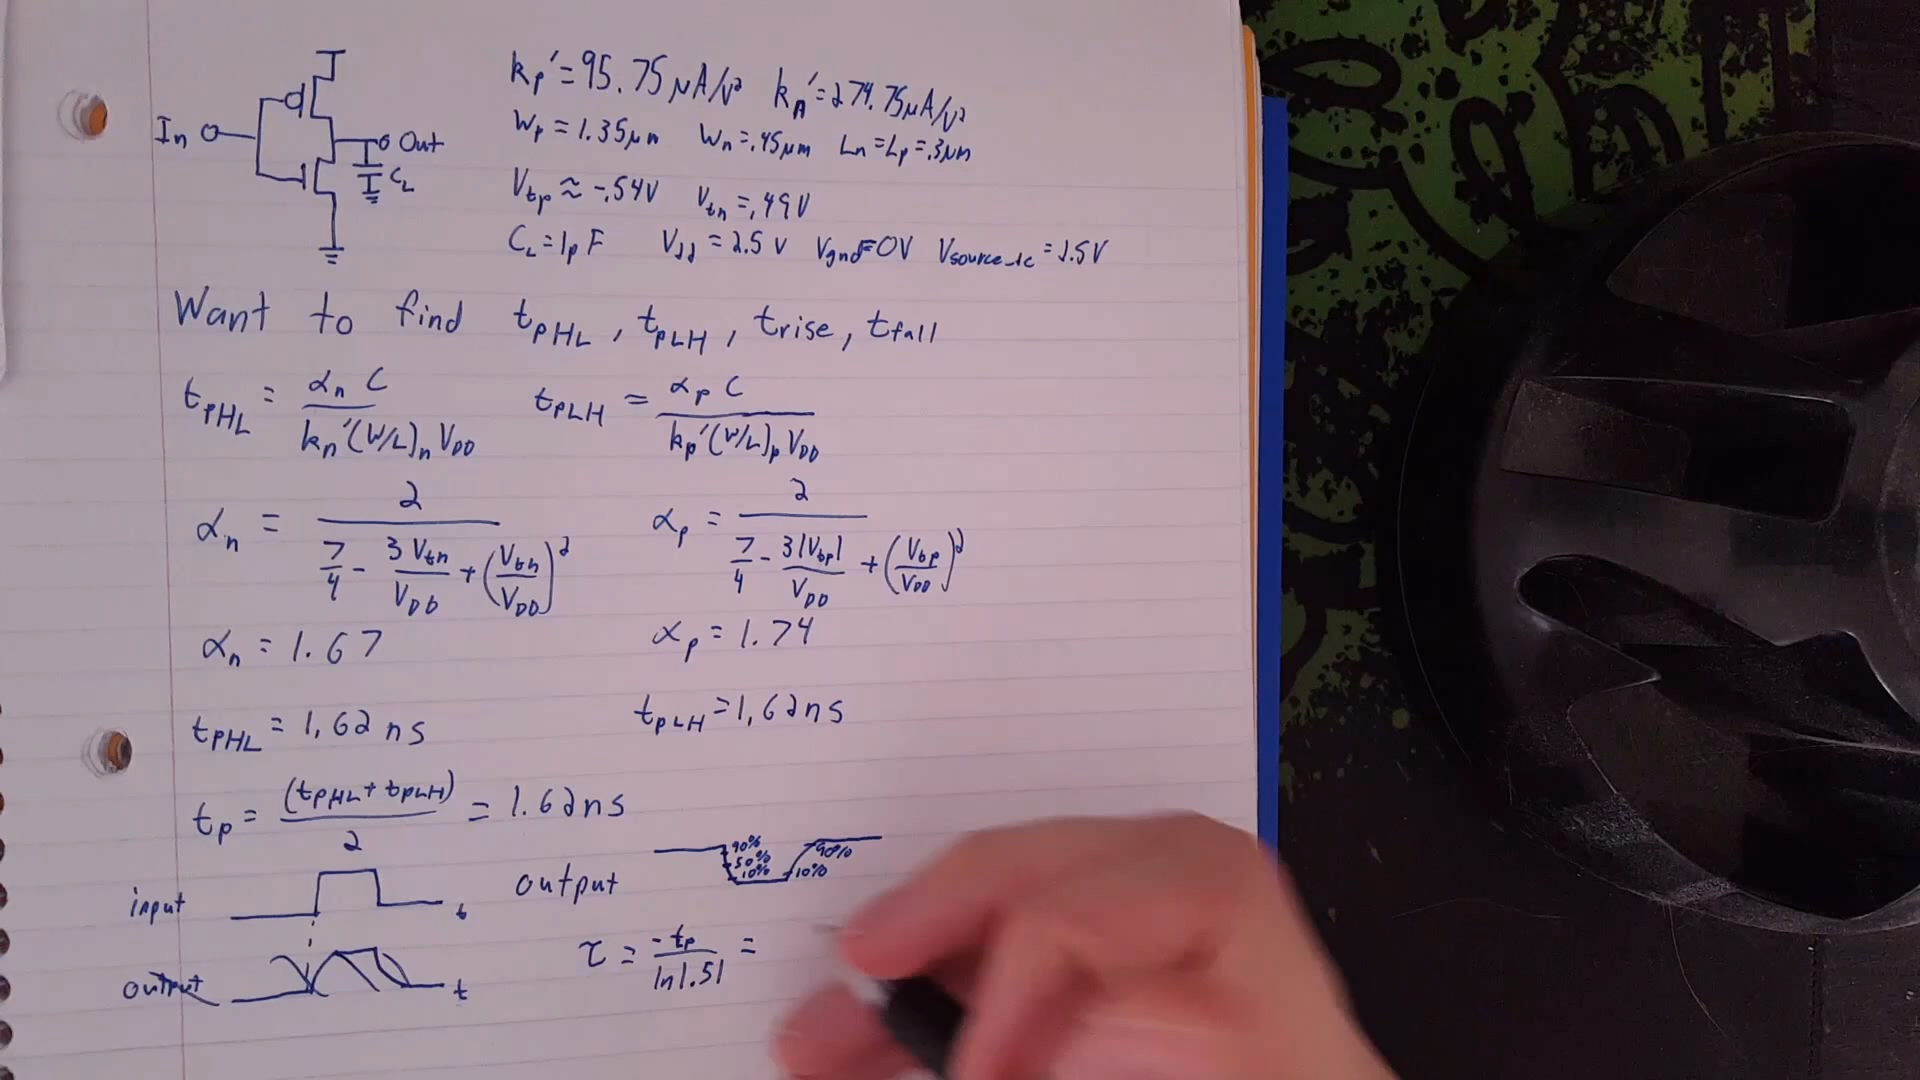 kp' = 95.75 μA/V² kn' = 274.75 μA/V²
In Out Wp = 1.35 μm Wn = .45 μm Ln = Lp = .3 μm
CL Vtp ≈ -.54V Vtn = .49V
CL = 1pF Vdd = 2.5 V Vgnd = 0V Vsource_dc = 2.5V
Want to find tPHL, tPLH, trise, tfall
tPHL = αn C / kn'(W/L)n VDD tPLH = αp C / kp'(W/L)p VDD
αn = 2 / (7/4 - 3Vtn/VDD + (Vtn/VDD)²) αp = 2 / (7/4 - 3|Vtp|/VDD + (Vtp/VDD)²)
αn = 1.67 αp = 1.74
tPHL = 1.62 ns tPLH = 1.62 ns
tp = (tPHL + tPLH) / 2 = 1.62 ns
input t output 90% 50% 10% 90% 10%
output t τ = -tp / ln|.5| =